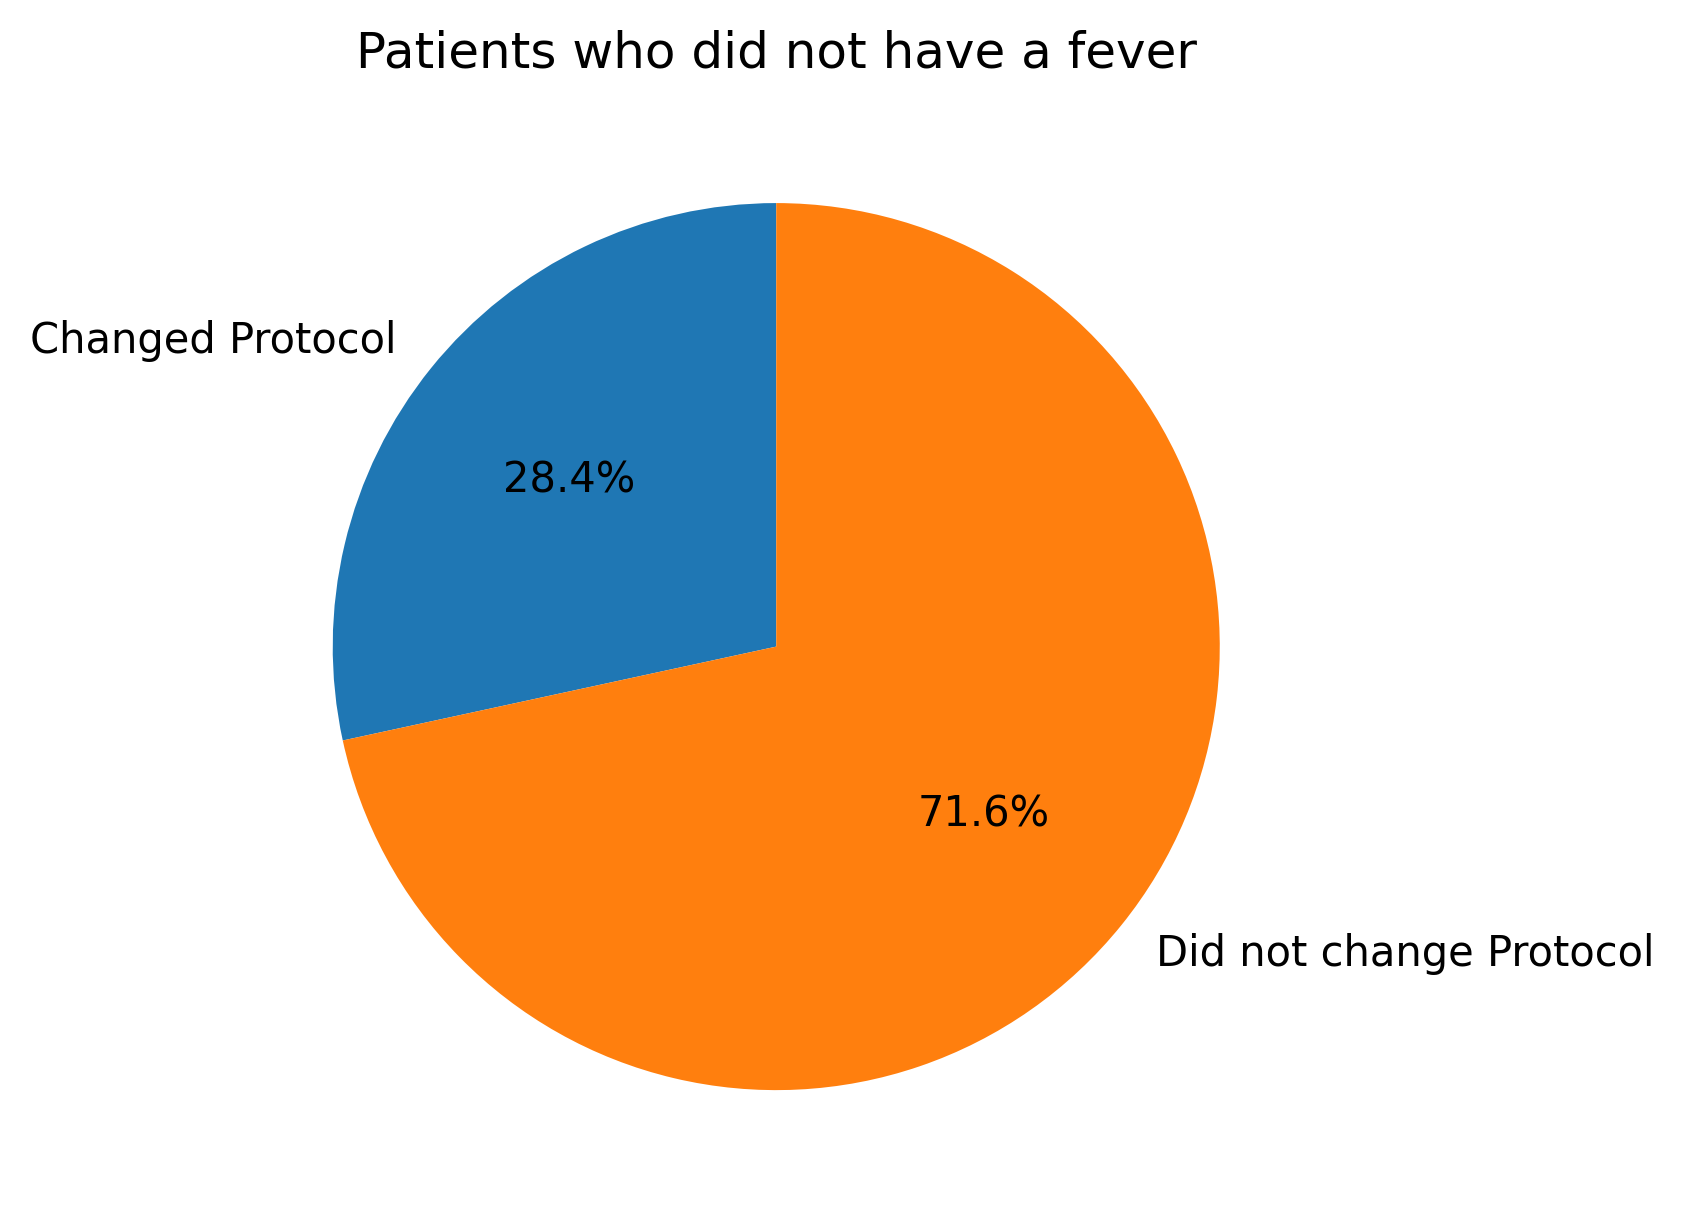 Patients who did not have a fever
Changed Protocol
28.4%
71.6%
Did not change Protocol